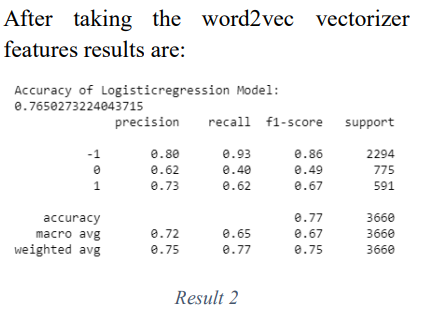 After taking the word2vec vectorizer
features results are:
Accuracy of Logisticregression Model:
0.7650273224043715
precision recall f1-score support
-1 0.80 0.93 0.86 2294
0 0.62 0.40 0.49 775
1 0.73 0.62 0.67 591
accuracy 0.77 3660
macro avg 0.72 0.65 0.67 3660
weighted avg 0.75 0.77 0.75 3660
Result 2